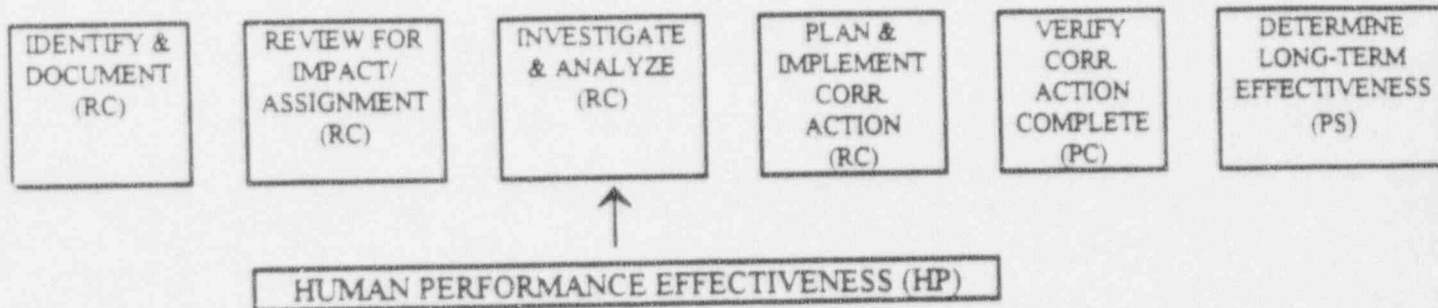 IDENTIFY &
DOCUMENT
(RC)
REVIEW FOR
IMPACT/
ASSIGNMENT
(RC)
INVESTIGATE
& ANALYZE
(RC)
PLAN &
IMPLEMENT
CORR.
ACTION
(RC)
VERIFY
CORR.
ACTION
COMPLETE
(PC)
DETERMINE
LONG-TERM
EFFECTIVENESS
(PS)
HUMAN PERFORMANCE EFFECTIVENESS (HP)